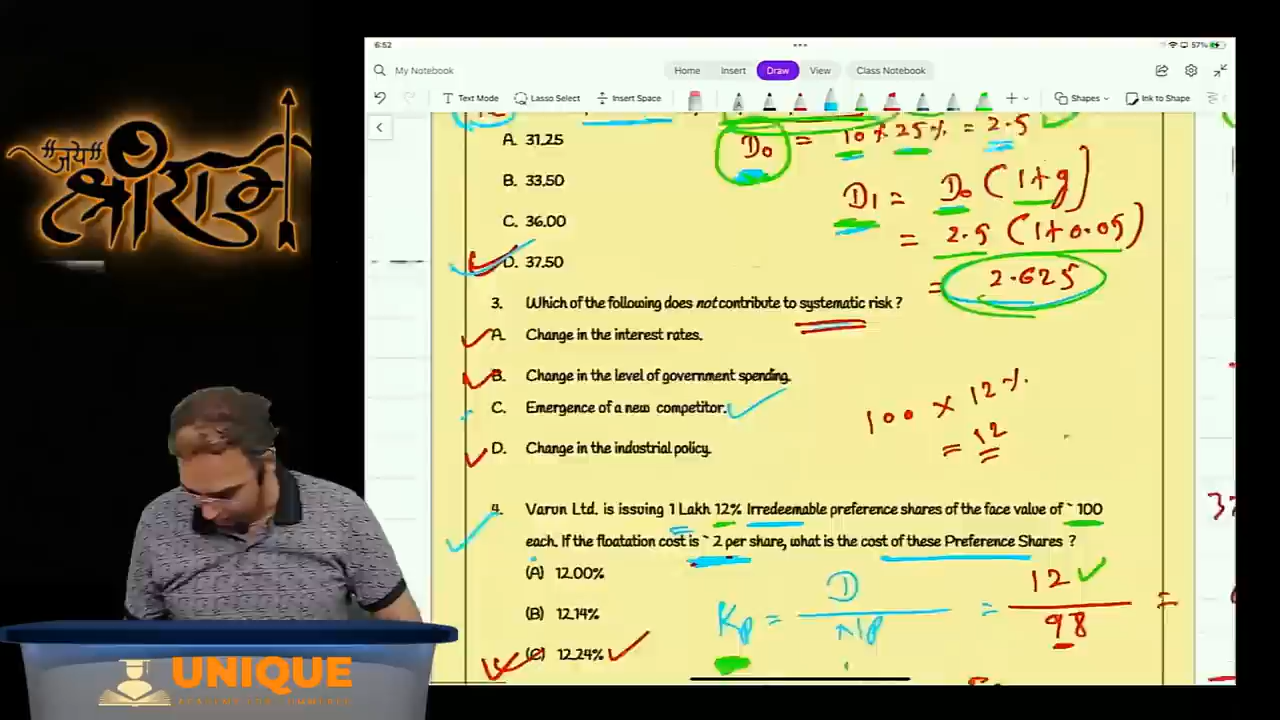 6:52
57%
My Notebook
Home Insert Draw View Class Notebook
Text Mode Lasso Select Insert Space Shapes Ink to Shape
"जय"
श्रीराम
D₀ = 10 × 25% = 2.5
A. 31.25
B. 33.50
D₁ = D₀ (1+g)
C. 36.00
= 2.5 (1+0.05)
D. 37.50
= 2.625
3. Which of the following does not contribute to systematic risk ?
A. Change in the interest rates.
B. Change in the level of government spending.
C. Emergence of a new competitor.
100 × 12%
= 12
D. Change in the industrial policy.
4. Varun Ltd. is issuing 1 Lakh 12% Irredeemable preference shares of the face value of ` 100
each. If the floatation cost is ` 2 per share, what is the cost of these Preference Shares ?
(A) 12.00%
(B) 12.14%
Kp = D / NP = 12 / 98 =
(C) 12.24%
UNIQUE